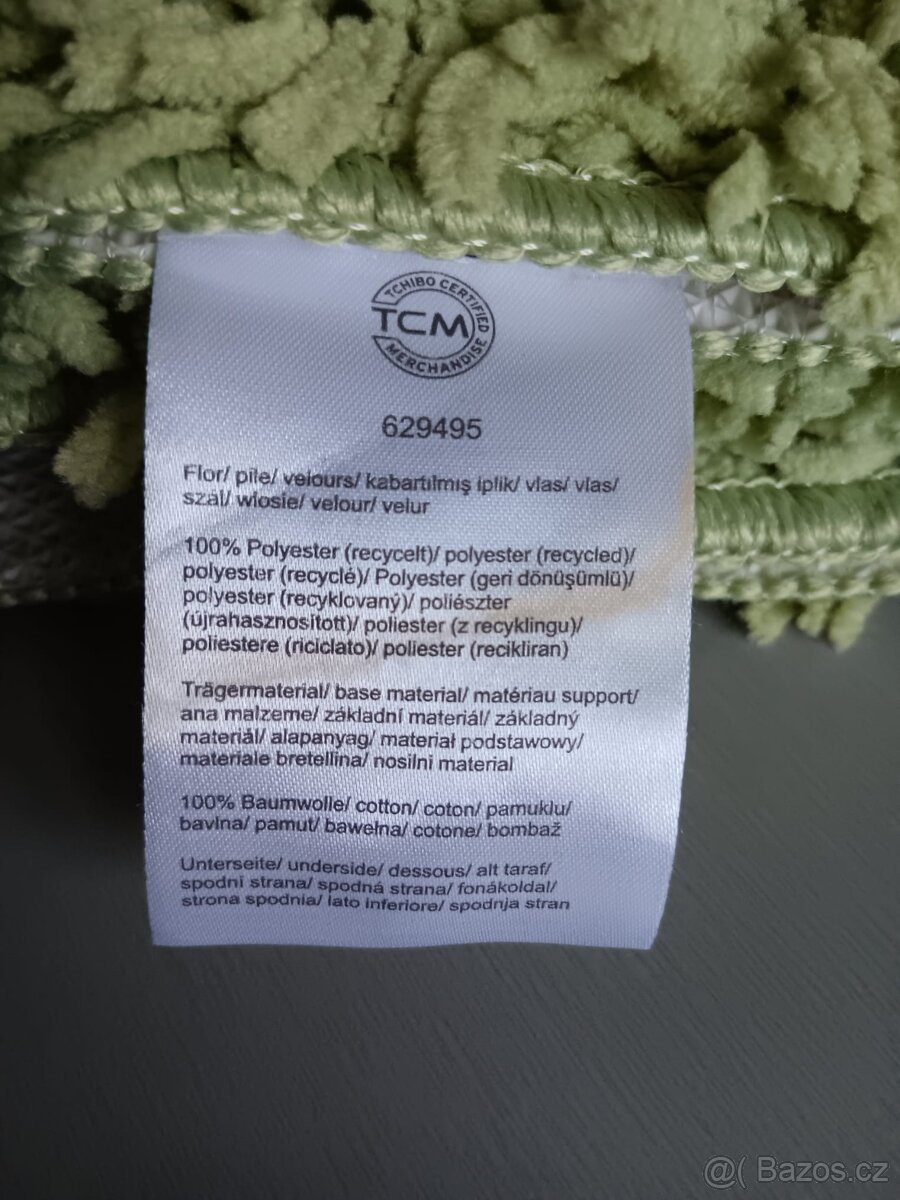 TCHIBO CERTIFIED
TCM
MERCHANDISE
629495
Flor/ pile/ velours/ kabartılmış iplik/ vlas/ vlas/
szál/ wlosie/ velour/ velur
100% Polyester (recycelt)/ polyester (recycled)/
polyester (recyclé)/ Polyester (geri dönüşümlü)/
polyester (recyklovaný)/ poliészter
(újrahasznosított)/ poliester (z recyklingu)/
poliestere (riciclato)/ poliester (recikliran)
Trägermaterial/ base material/ matériau support/
ana malzeme/ základní materiál/ základný
materiál/ alapanyag/ materiał podstawowy/
materiale bretellina/ nosilni material
100% Baumwolle/ cotton/ coton/ pamuklu/
bavlna/ pamut/ bawełna/ cotone/ bombaž
Unterseite/ underside/ dessous/ alt taraf/
spodní strana/ spodná strana/ fonákoldal/
strona spodnia/ lato inferiore/ spodnja stran
@( Bazos.cz